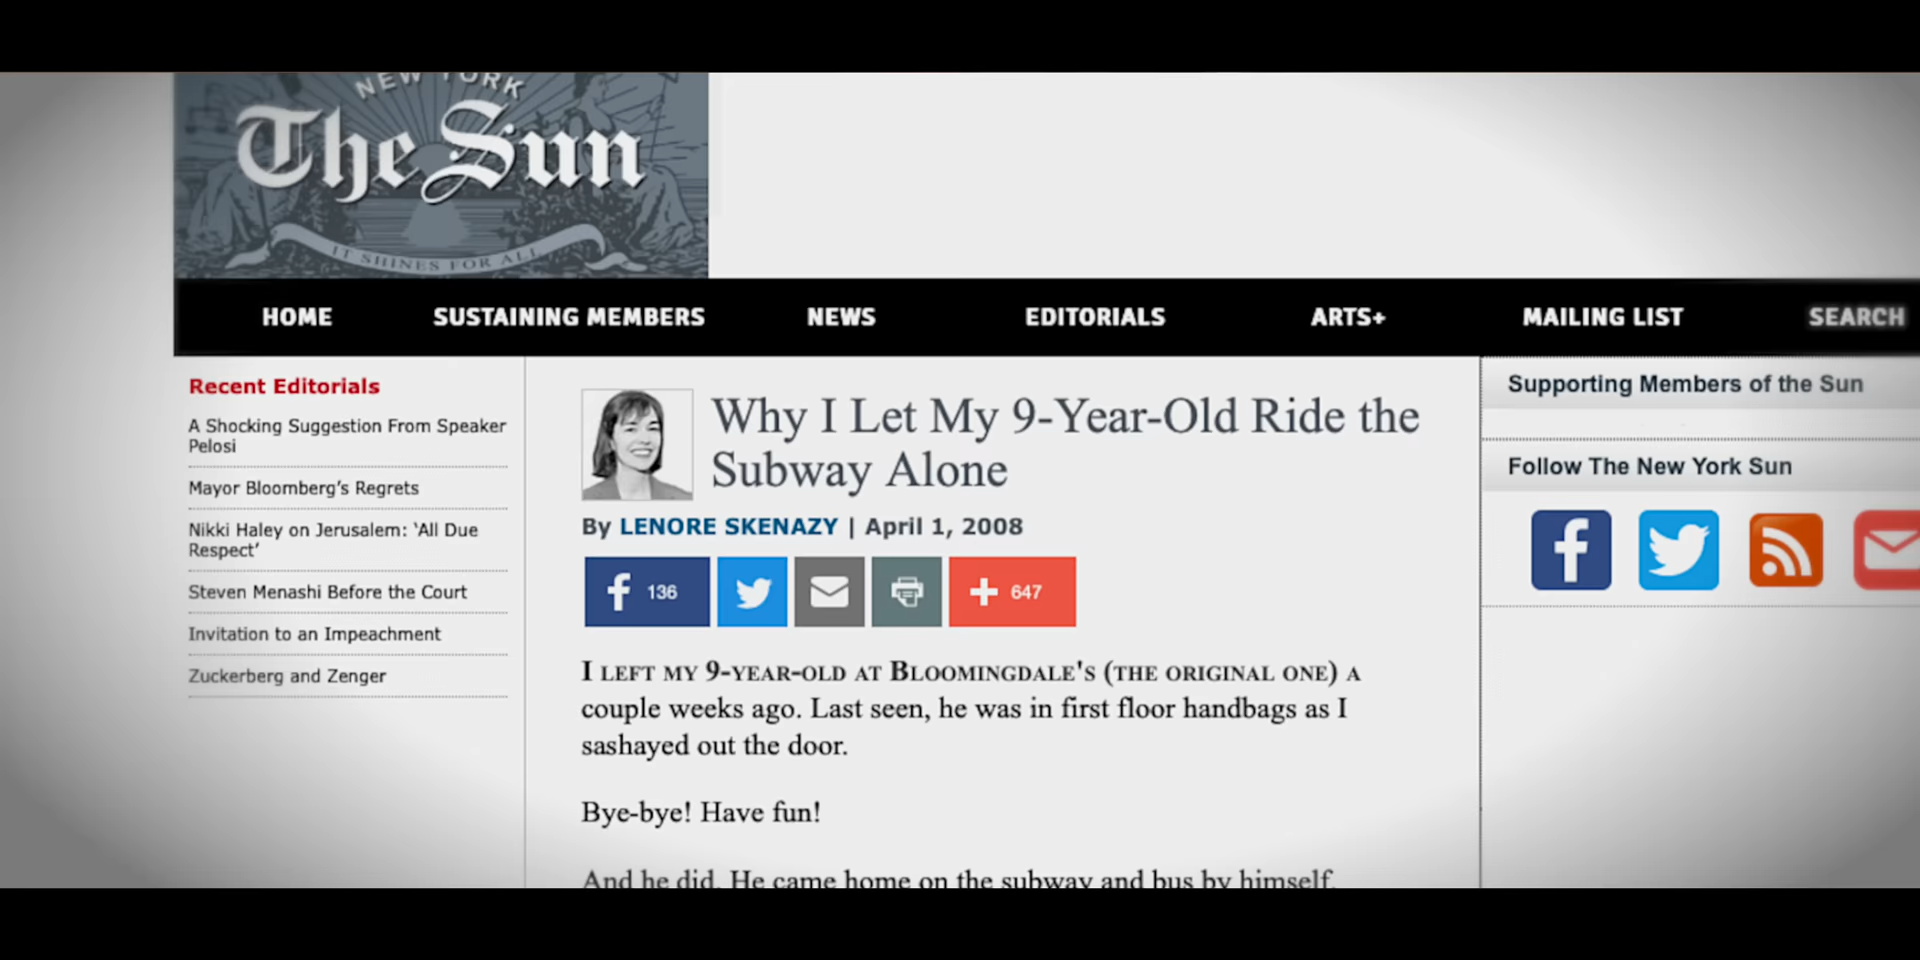 NEW YORK
The Sun
IT SHINES FOR ALL
HOME SUSTAINING MEMBERS NEWS EDITORIALS ARTS+ MAILING LIST SEARCH
Recent Editorials
A Shocking Suggestion From Speaker
Pelosi
Mayor Bloomberg's Regrets
Nikki Haley on Jerusalem: ‘All Due
Respect’
Steven Menashi Before the Court
Invitation to an Impeachment
Zuckerberg and Zenger
Why I Let My 9-Year-Old Ride the
Subway Alone
By LENORE SKENAZY | April 1, 2008
136
647
I LEFT MY 9-YEAR-OLD AT BLOOMINGDALE'S (THE ORIGINAL ONE) A
couple weeks ago. Last seen, he was in first floor handbags as I
sashayed out the door.
Bye-bye! Have fun!
And he did. He came home on the subway and bus by himself.
Supporting Members of the Sun
Follow The New York Sun